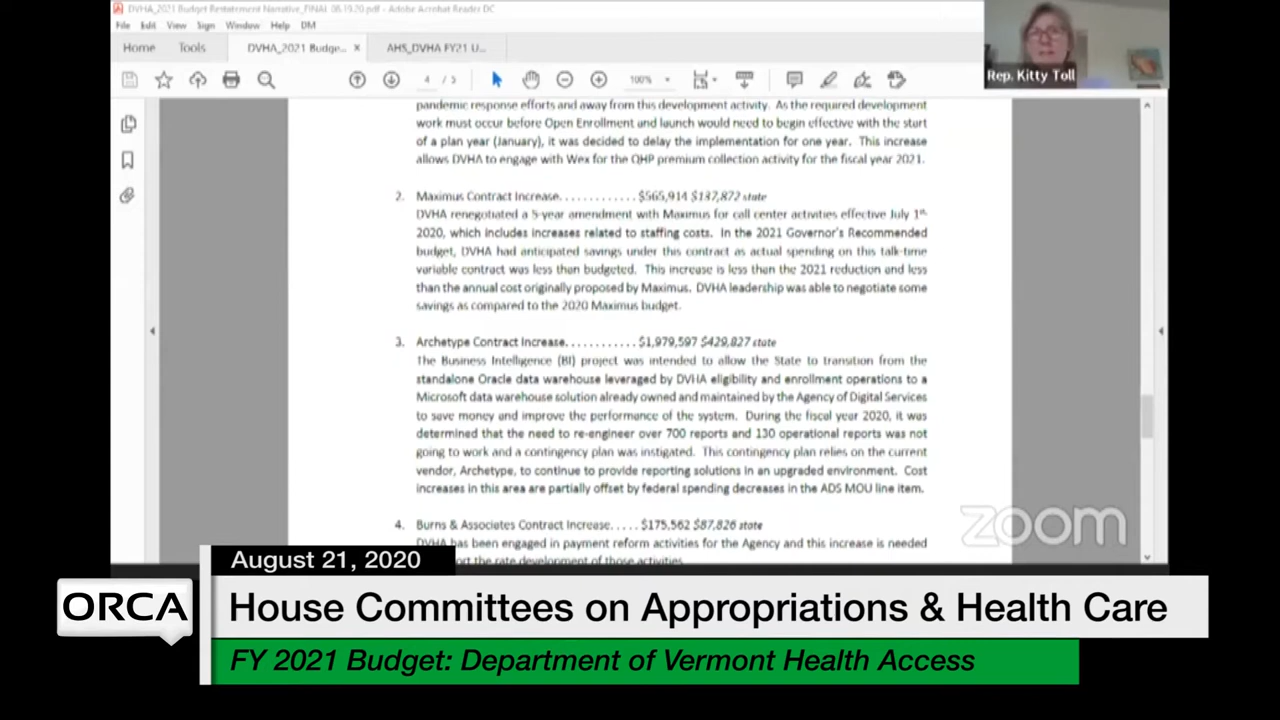 DVHA_2021 Budget Restatement Narrative_FINAL 08.19.20.pdf - Adobe Acrobat Reader DC
File Edit View Sign Window Help DM
Home Tools DVHA_2021 Budge... × AHS_DVHA FY21 U...
4 / 5 100%
Rep. Kitty Toll
pandemic response efforts and away from this development activity. As the required development
work must occur before Open Enrollment and launch would need to begin effective with the start
of a plan year (January), it was decided to delay the implementation for one year. This increase
allows DVHA to engage with Wex for the QHP premium collection activity for the fiscal year 2021.
2. Maximus Contract Increase. . . . . . . . . . . . $565,914 $187,872 state
DVHA renegotiated a 5-year amendment with Maximus for call center activities effective July 1st
2020, which includes increases related to staffing costs. In the 2021 Governor's Recommended
budget, DVHA had anticipated savings under this contract as actual spending on this talk-time
variable contract was less than budgeted. This increase is less than the 2021 reduction and less
than the annual cost originally proposed by Maximus. DVHA leadership was able to negotiate some
savings as compared to the 2020 Maximus budget.
3. Archetype Contract Increase. . . . . . . . . . . $1,979,597 $429,827 state
The Business Intelligence (BI) project was intended to allow the State to transition from the
standalone Oracle data warehouse leveraged by DVHA eligibility and enrollment operations to a
Microsoft data warehouse solution already owned and maintained by the Agency of Digital Services
to save money and improve the performance of the system. During the fiscal year 2020, it was
determined that the need to re-engineer over 700 reports and 130 operational reports was not
going to work and a contingency plan was instigated. This contingency plan relies on the current
vendor, Archetype, to continue to provide reporting solutions in an upgraded environment. Cost
increases in this area are partially offset by federal spending decreases in the ADS MOU line item.
4. Burns & Associates Contract Increase. . . . . $175,562 $87,826 state
DVHA has been engaged in payment reform activities for the Agency and this increase is needed
ort the rate development of those activities
zoom
August 21, 2020
ORCA
House Committees on Appropriations & Health Care
FY 2021 Budget: Department of Vermont Health Access